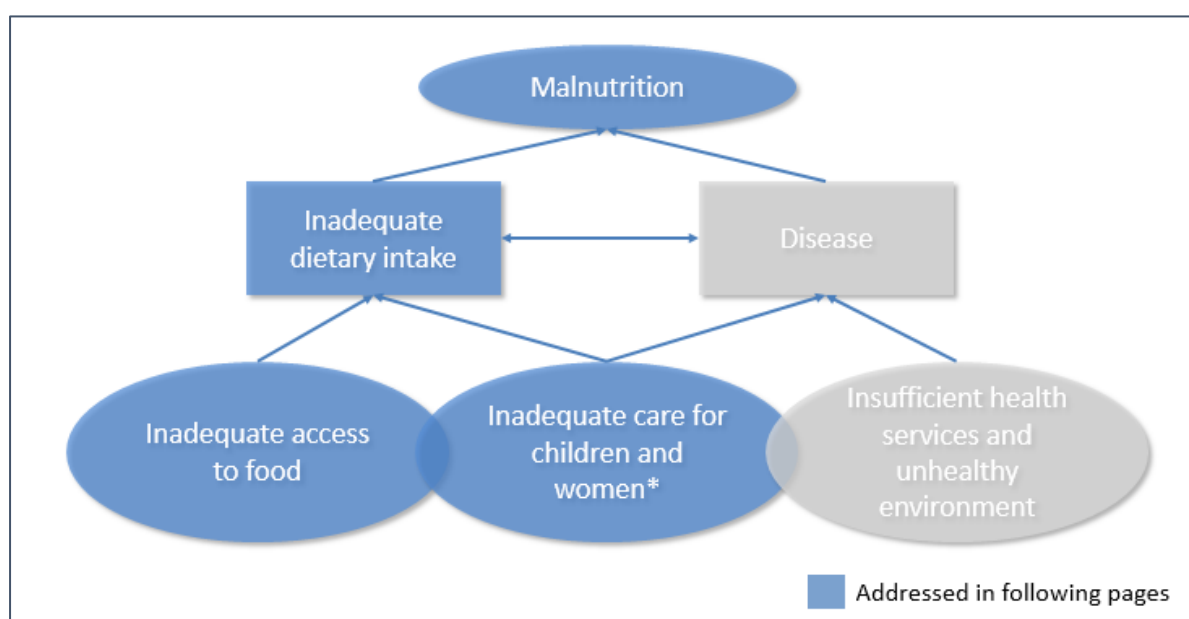 Malnutrition
Inadequate
dietary intake
Disease
Inadequate access
to food
Inadequate care for
children and
women*
Insufficient health
services and
unhealthy
environment
Addressed in following pages